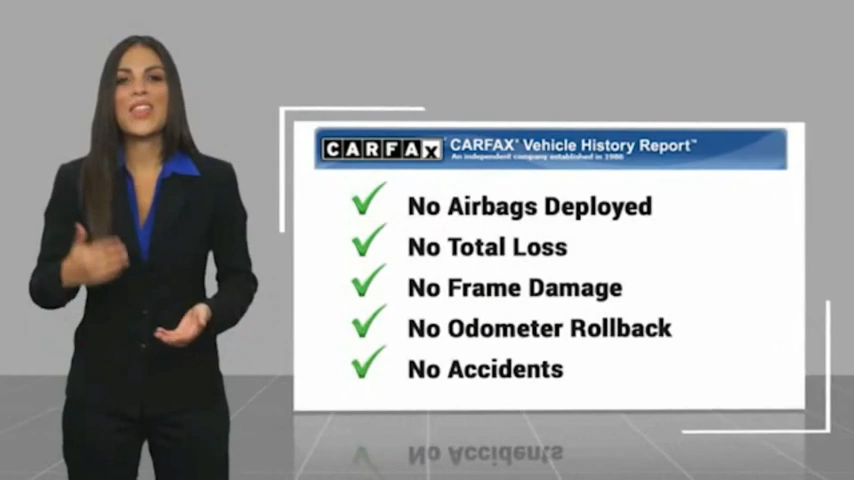 CARFAX CARFAX® Vehicle History Report™
An independent company established in 1986
No Airbags Deployed
No Total Loss
No Frame Damage
No Odometer Rollback
No Accidents
No Accidents